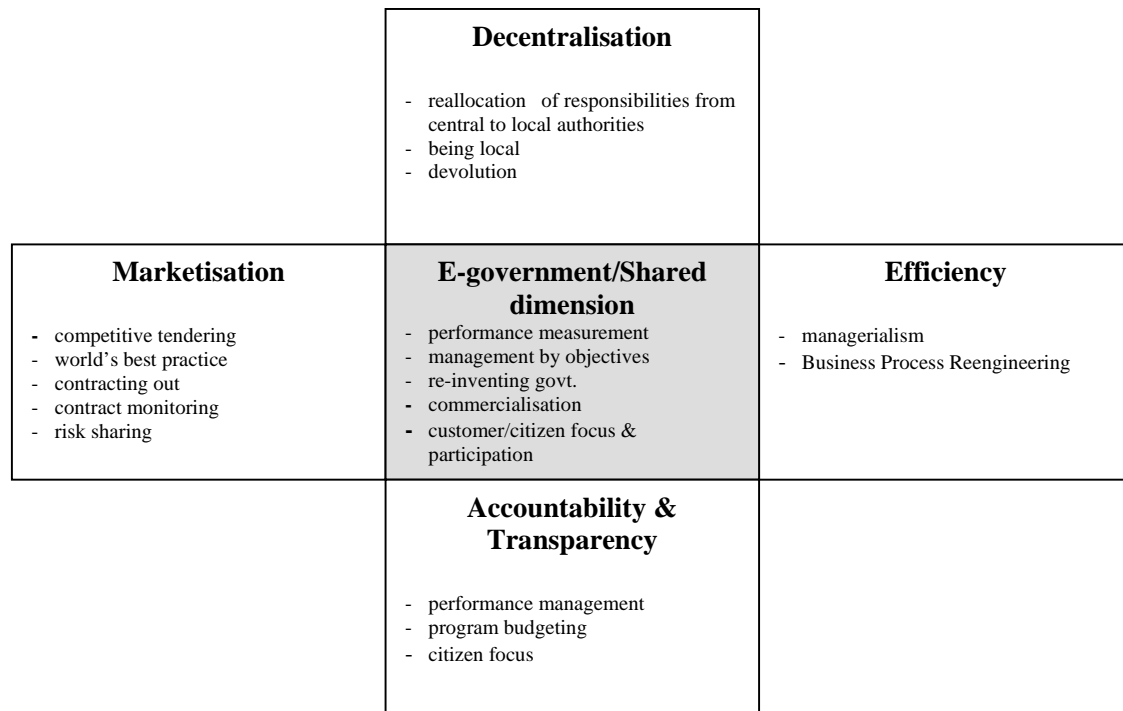 Decentralisation
- reallocation of responsibilities from
central to local authorities
- being local
- devolution
Marketisation
- competitive tendering
- world's best practice
- contracting out
- contract monitoring
- risk sharing
E-government/Shared
dimension
- performance measurement
- management by objectives
- re-inventing govt.
- commercialisation
- customer/citizen focus &
participation
Efficiency
- managerialism
- Business Process Reengineering
Accountability &
Transparency
- performance management
- program budgeting
- citizen focus